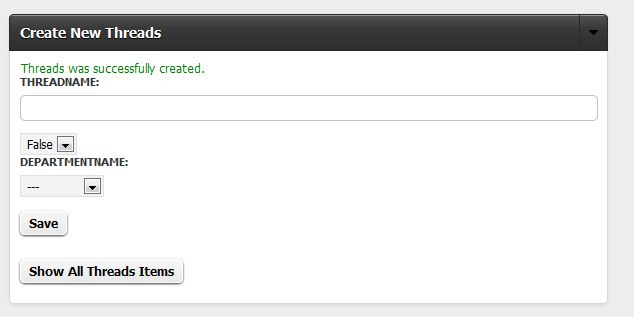 Create New Threads
Threads was successfully created.
THREADNAME:
False
DEPARTMENTNAME:
---
Save
Show All Threads Items